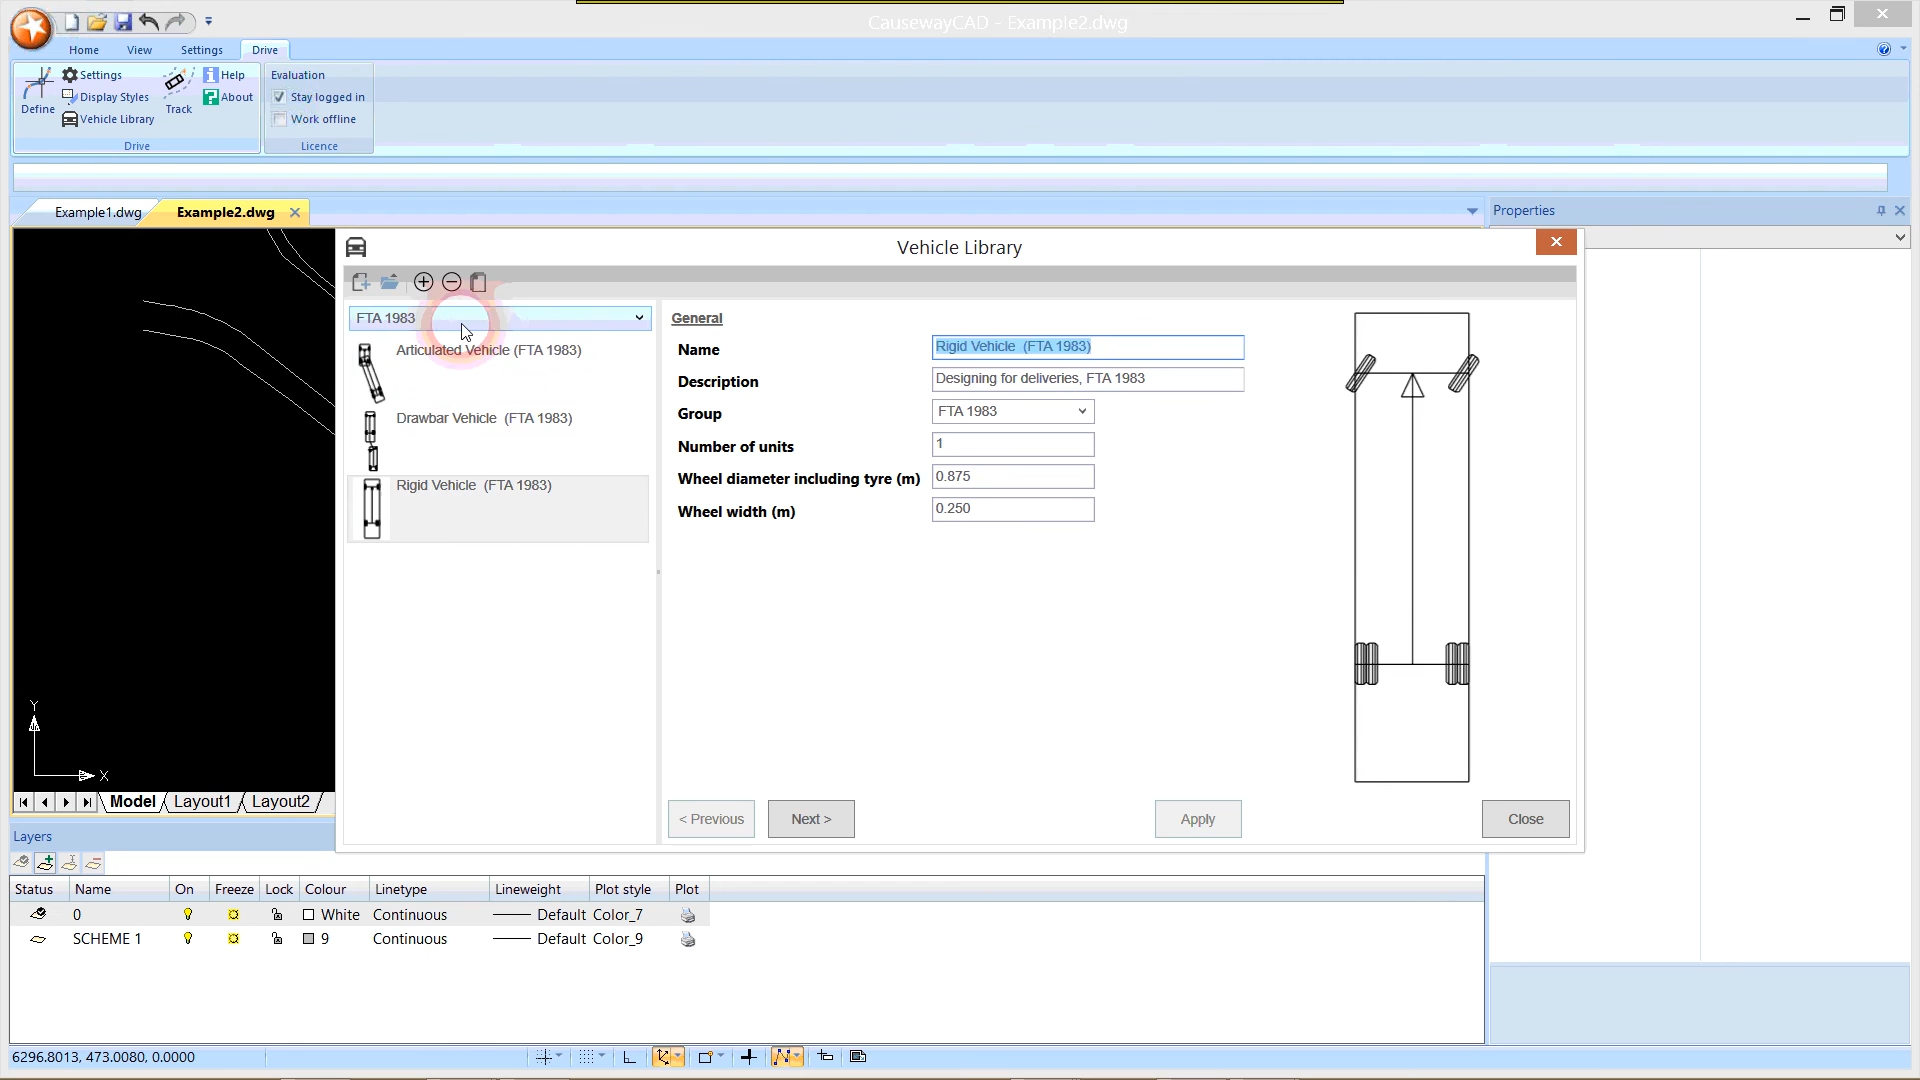 CausewayCAD - Example2.dwg
Home View Settings Drive
Define
Settings
Display Styles
Vehicle Library
Track
Help
About
Drive
Evaluation
Stay logged in
Work offline
Licence
Example1.dwg Example2.dwg
Properties
Vehicle Library
FTA 1983
Articulated Vehicle (FTA 1983)
Drawbar Vehicle (FTA 1983)
Rigid Vehicle (FTA 1983)
General
Name Rigid Vehicle (FTA 1983)
Description Designing for deliveries, FTA 1983
Group FTA 1983
Number of units 1
Wheel diameter including tyre (m) 0.875
Wheel width (m) 0.250
< Previous Next > Apply Close
Y
X
Model Layout1 Layout2
Layers
Status Name On Freeze Lock Colour Linetype Lineweight Plot style Plot
0 White Continuous Default Color_7
SCHEME 1 9 Continuous Default Color_9
6296.8013, 473.0080, 0.0000